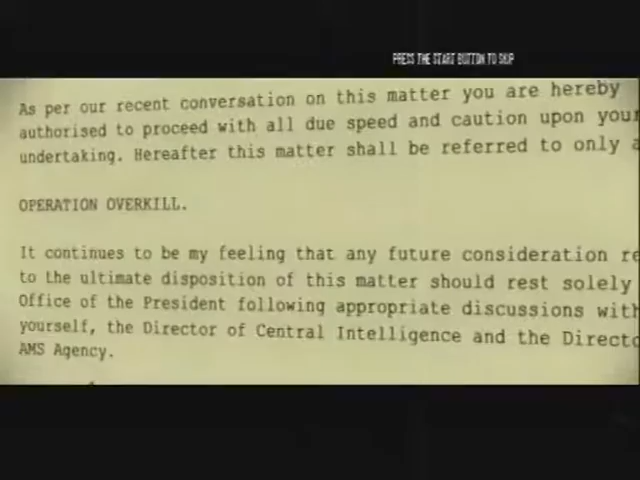 PRESS THE START BUTTON TO SKIP
As per our recent conversation on this matter you are hereby
authorised to proceed with all due speed and caution upon your
undertaking. Hereafter this matter shall be referred to only a
OPERATION OVERKILL.
It continues to be my feeling that any future consideration re
to the ultimate disposition of this matter should rest solely
Office of the President following appropriate discussions with
yourself, the Director of Central Intelligence and the Directo
AMS Agency.